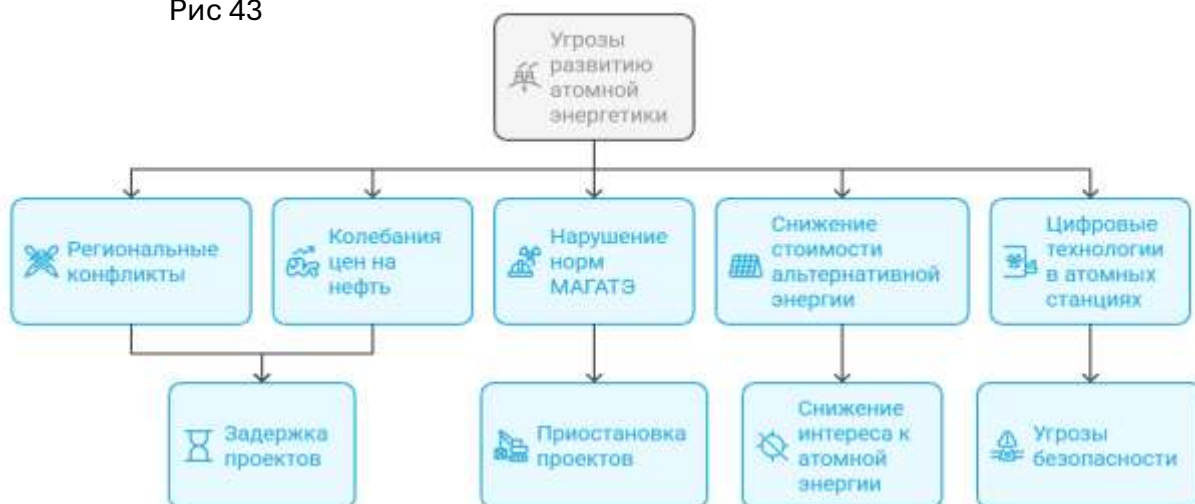 Рис 43
Угрозы
развитию
атомной
энергетики
Региональные
конфликты
Колебания
цен на
нефть
Нарушение
норм
МАГАТЭ
Снижение
стоимости
альтернативной
энергии
Цифровые
технологии
в атомных
станциях
Задержка
проектов
Приостановка
проектов
Снижение
интереса к
атомной
энергии
Угрозы
безопасности